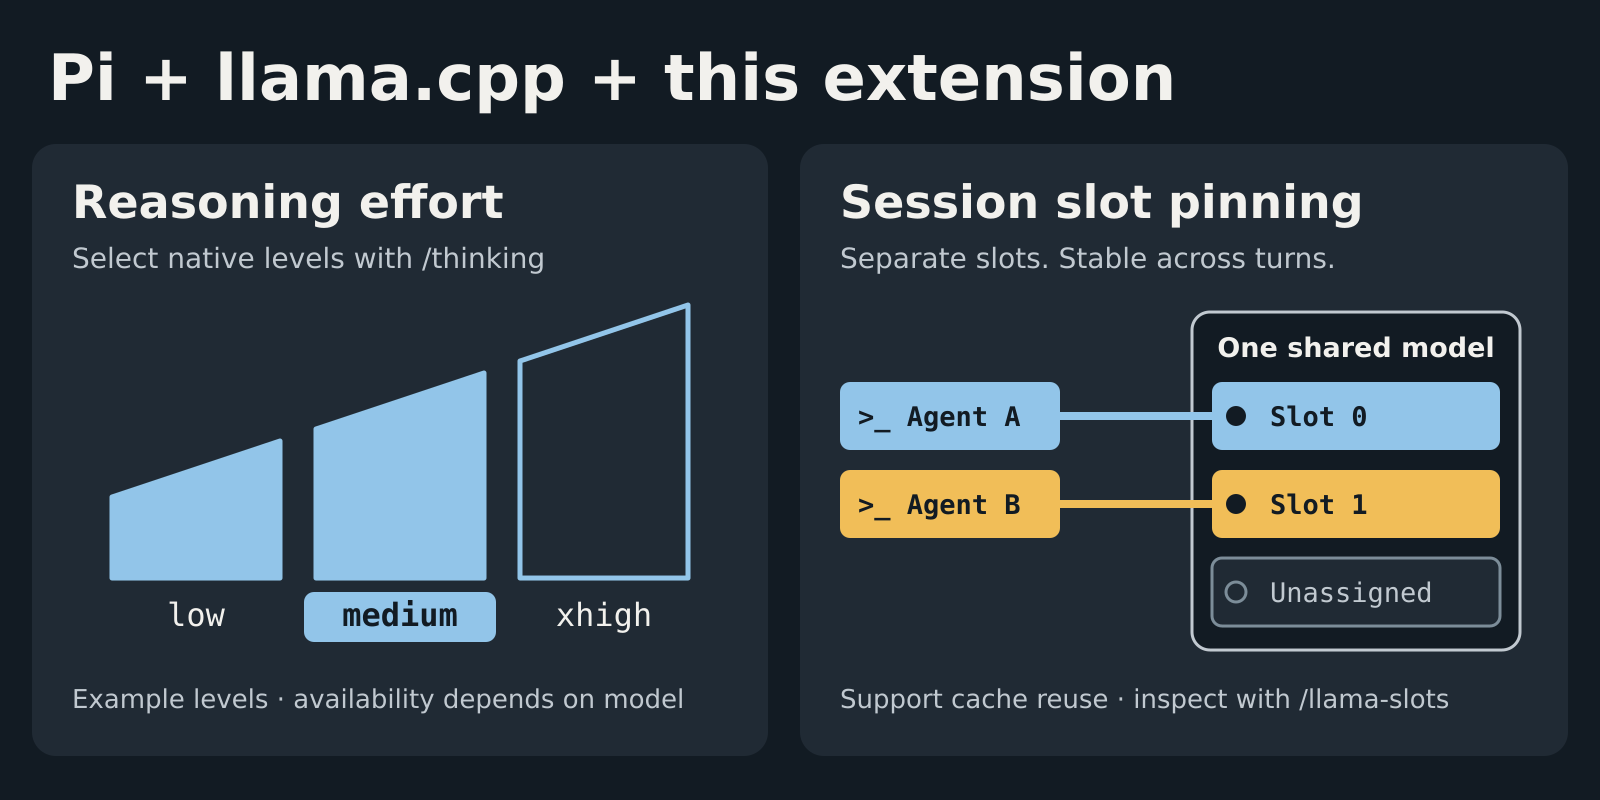 Pi + llama.cpp + this extension
Reasoning effort
Select native levels with /thinking
low
medium
xhigh
Example levels · availability depends on model
Session slot pinning
Separate slots. Stable across turns.
One shared model
>_ Agent A
Slot 0
>_ Agent B
Slot 1
Unassigned
Support cache reuse · inspect with /llama-slots